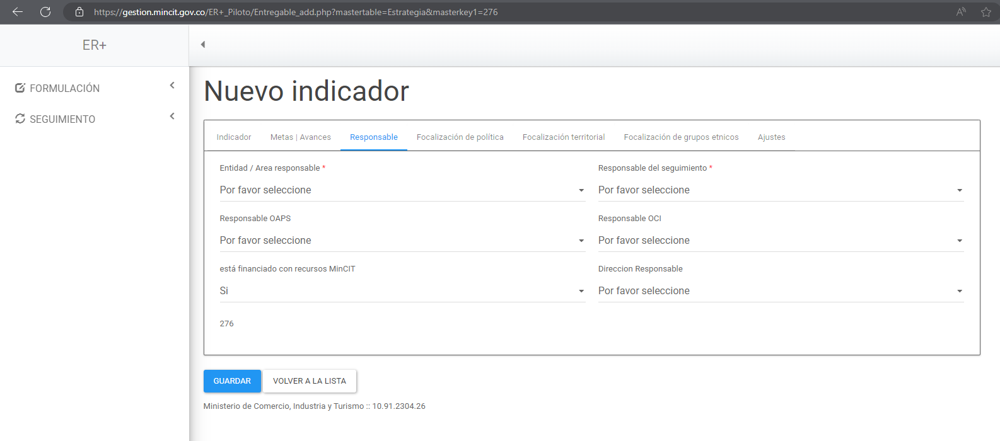 https://gestion.mincit.gov.co/ER+_Piloto/Entregable_add.php?mastertable=Estrategia&masterkey1=276
ER+
FORMULACIÓN
SEGUIMIENTO
Nuevo indicador
Indicador Metas | Avances Responsable Focalización de política Focalización territorial Focalización de grupos etnicos Ajustes
Entidad / Area responsable * Responsable del seguimiento *
Por favor seleccione Por favor seleccione
Responsable OAPS Responsable OCI
Por favor seleccione Por favor seleccione
está financiado con recursos MinCIT Direccion Responsable
Si Por favor seleccione
276
GUARDAR VOLVER A LA LISTA
Ministerio de Comercio, Industria y Turismo :: 10.91.2304.26